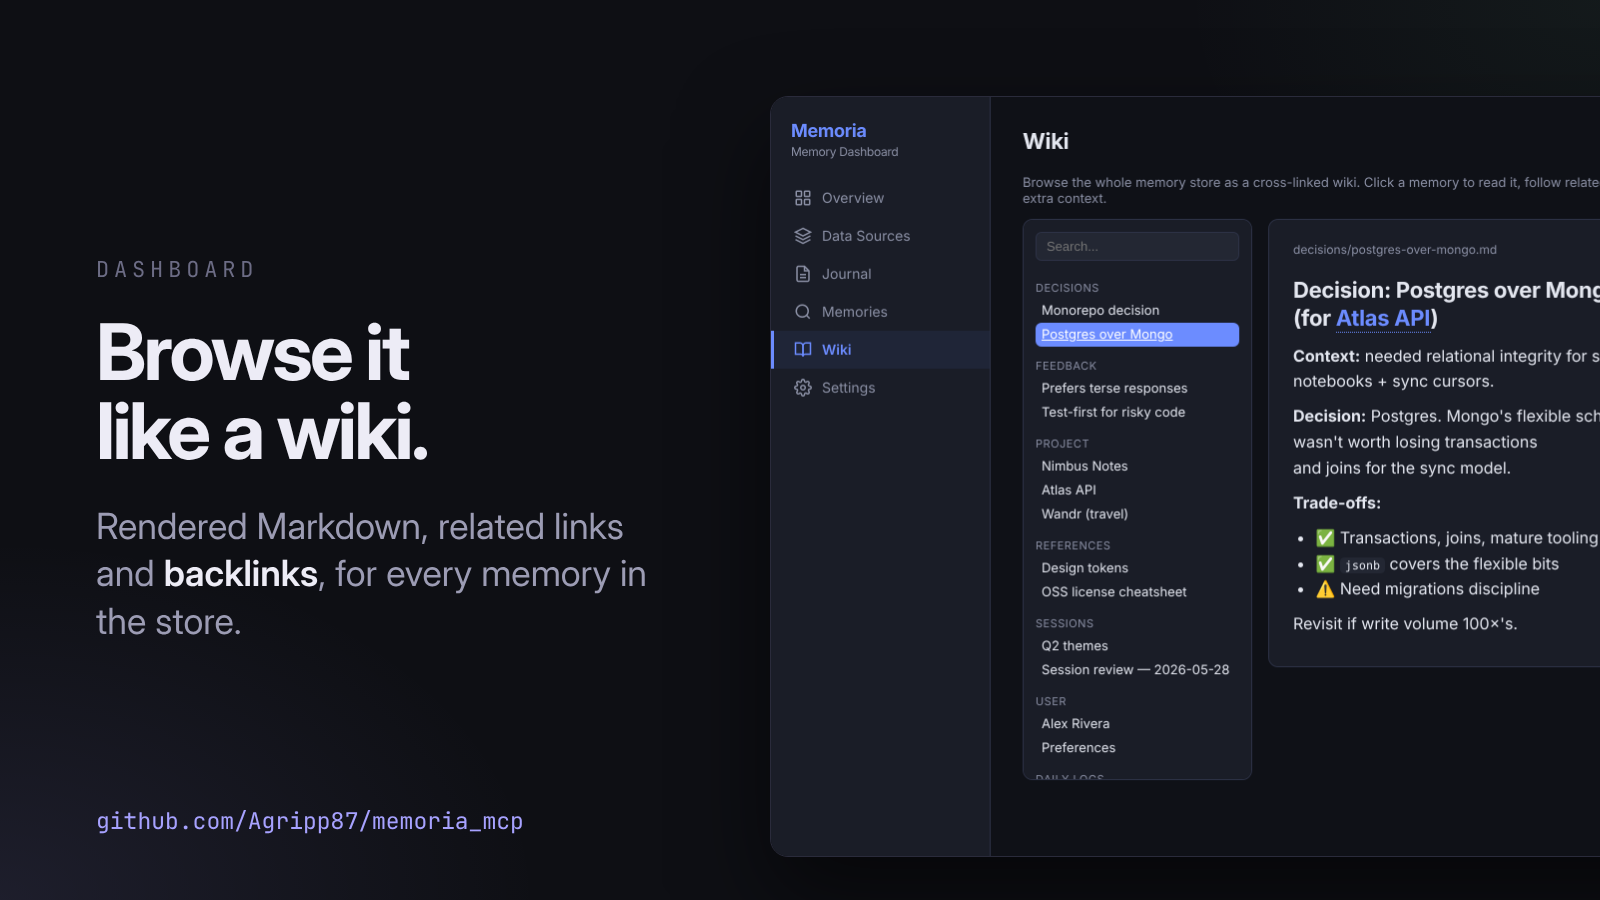 DASHBOARD
Browse it
like a wiki.
Rendered Markdown, related links
and backlinks, for every memory in
the store.
github.com/Agripp87/memoria_mcp
Memoria
Memory Dashboard
Overview
Data Sources
Journal
Memories
Wiki
Settings
Wiki
Browse the whole memory store as a cross-linked wiki. Click a memory to read it, follow relate
extra context.
Search...
DECISIONS
Monorepo decision
Postgres over Mongo
FEEDBACK
Prefers terse responses
Test-first for risky code
PROJECT
Nimbus Notes
Atlas API
Wandr (travel)
REFERENCES
Design tokens
OSS license cheatsheet
SESSIONS
Q2 themes
Session review — 2026-05-28
USER
Alex Rivera
Preferences
DAILY LOGS
decisions/postgres-over-mongo.md
Decision: Postgres over Mong
(for Atlas API)
Context: needed relational integrity for s
notebooks + sync cursors.
Decision: Postgres. Mongo's flexible sch
wasn't worth losing transactions
and joins for the sync model.
Trade-offs:
• ✅ Transactions, joins, mature tooling
• ✅ jsonb covers the flexible bits
• ⚠️ Need migrations discipline
Revisit if write volume 100×'s.